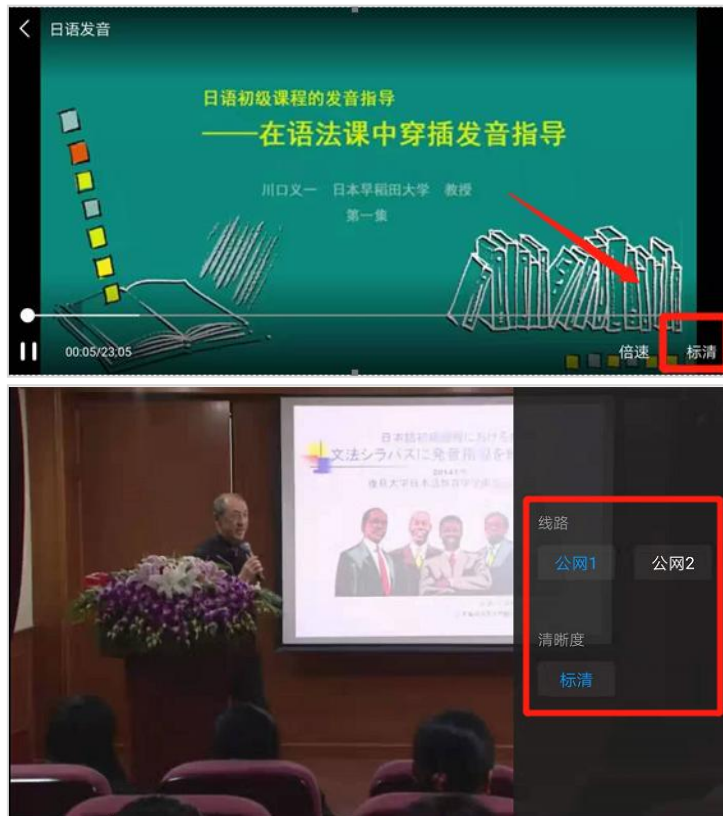 日语发音
日语初级课程的发音指导
——在语法课中穿插发音指导
川口义一 日本早稻田大学 教授
第一集
00:05/23:05 倍速 标清
文法シラバスに発音指導を
线路
公网1 公网2
清晰度
标清